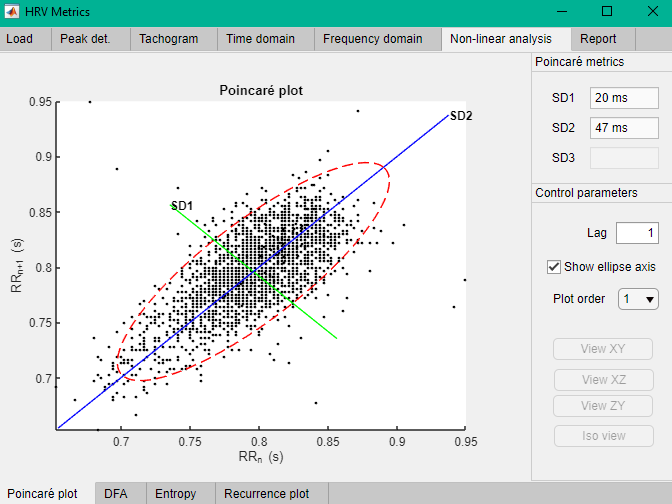 HRV Metrics
Load Peak det. Tachogram Time domain Frequency domain Non-linear analysis Report
Poincaré plot
0.95
0.9
0.85
0.8
0.75
0.7
RRn+1 (s)
SD2
SD1
0.7 0.75 0.8 0.85 0.9 0.95
RRn (s)
Poincaré metrics
SD1 20 ms
SD2 47 ms
SD3
Control parameters
Lag 1
Show ellipse axis
Plot order 1
View XY
View XZ
View ZY
Iso view
Poincaré plot DFA Entropy Recurrence plot